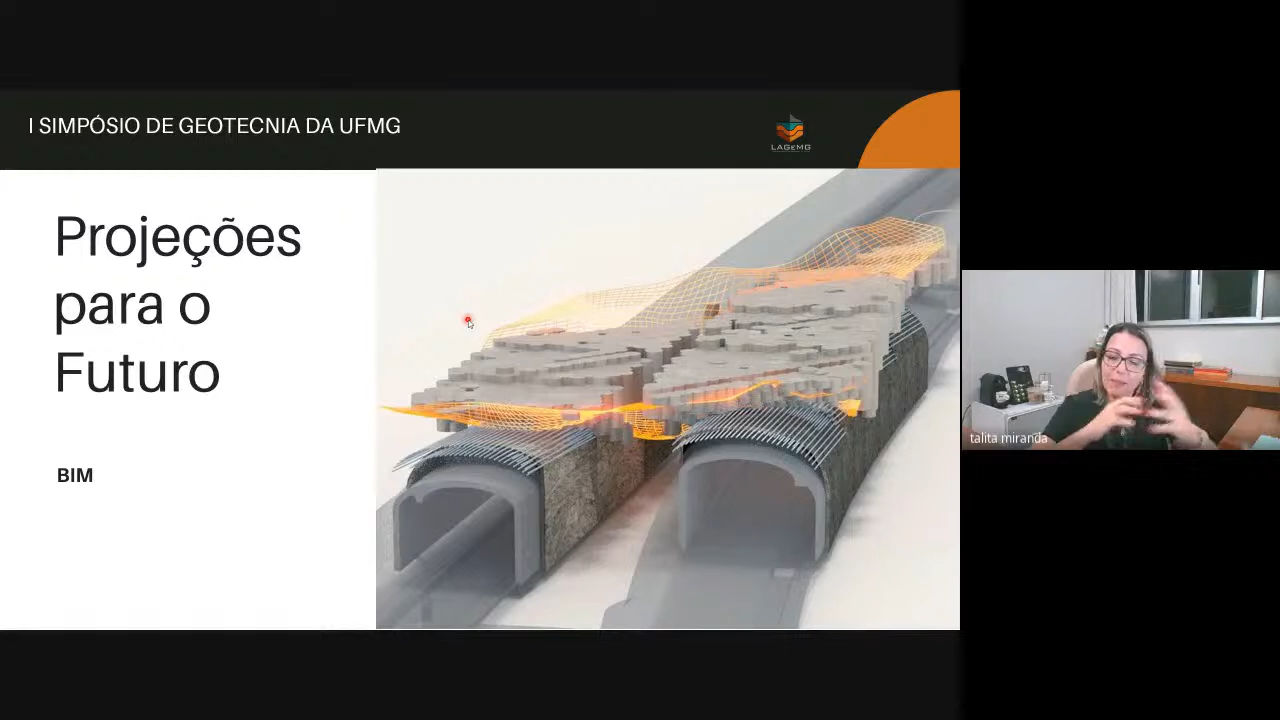 I SIMPÓSIO DE GEOTECNIA DA UFMG
LAGEMG
Projeções
para o
Futuro
BIM
talita miranda